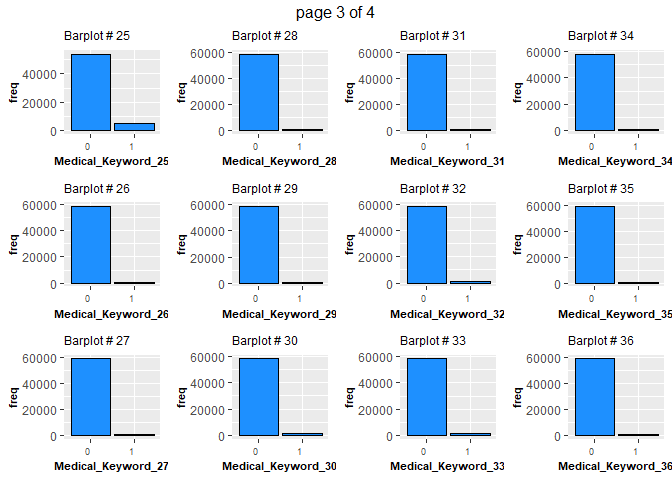 page 3 of 4
Barplot # 25
freq
40000
20000
0
0 1
Medical_Keyword_25
Barplot # 28
freq
60000
40000
20000
0
0 1
Medical_Keyword_28
Barplot # 31
freq
60000
40000
20000
0
0 1
Medical_Keyword_31
Barplot # 34
freq
60000
40000
20000
0
0 1
Medical_Keyword_34
Barplot # 26
freq
60000
40000
20000
0
0 1
Medical_Keyword_26
Barplot # 29
freq
60000
40000
20000
0
0 1
Medical_Keyword_29
Barplot # 32
freq
60000
40000
20000
0
0 1
Medical_Keyword_32
Barplot # 35
freq
60000
40000
20000
0
0 1
Medical_Keyword_35
Barplot # 27
freq
60000
40000
20000
0
0 1
Medical_Keyword_27
Barplot # 30
freq
60000
40000
20000
0
0 1
Medical_Keyword_30
Barplot # 33
freq
60000
40000
20000
0
0 1
Medical_Keyword_33
Barplot # 36
freq
60000
40000
20000
0
0 1
Medical_Keyword_36